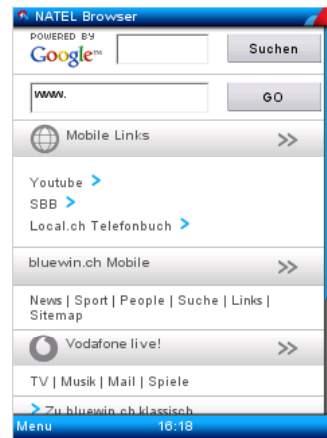 NATEL Browser
POWERED BY
Google™
Suchen
www.
GO
Mobile Links
Youtube
SBB
Local.ch Telefonbuch
bluewin.ch Mobile
News | Sport | People | Suche | Links |
Sitemap
Vodafone live!
TV | Musik | Mail | Spiele
Zu bluewin.ch klassisch
Menu 16:18